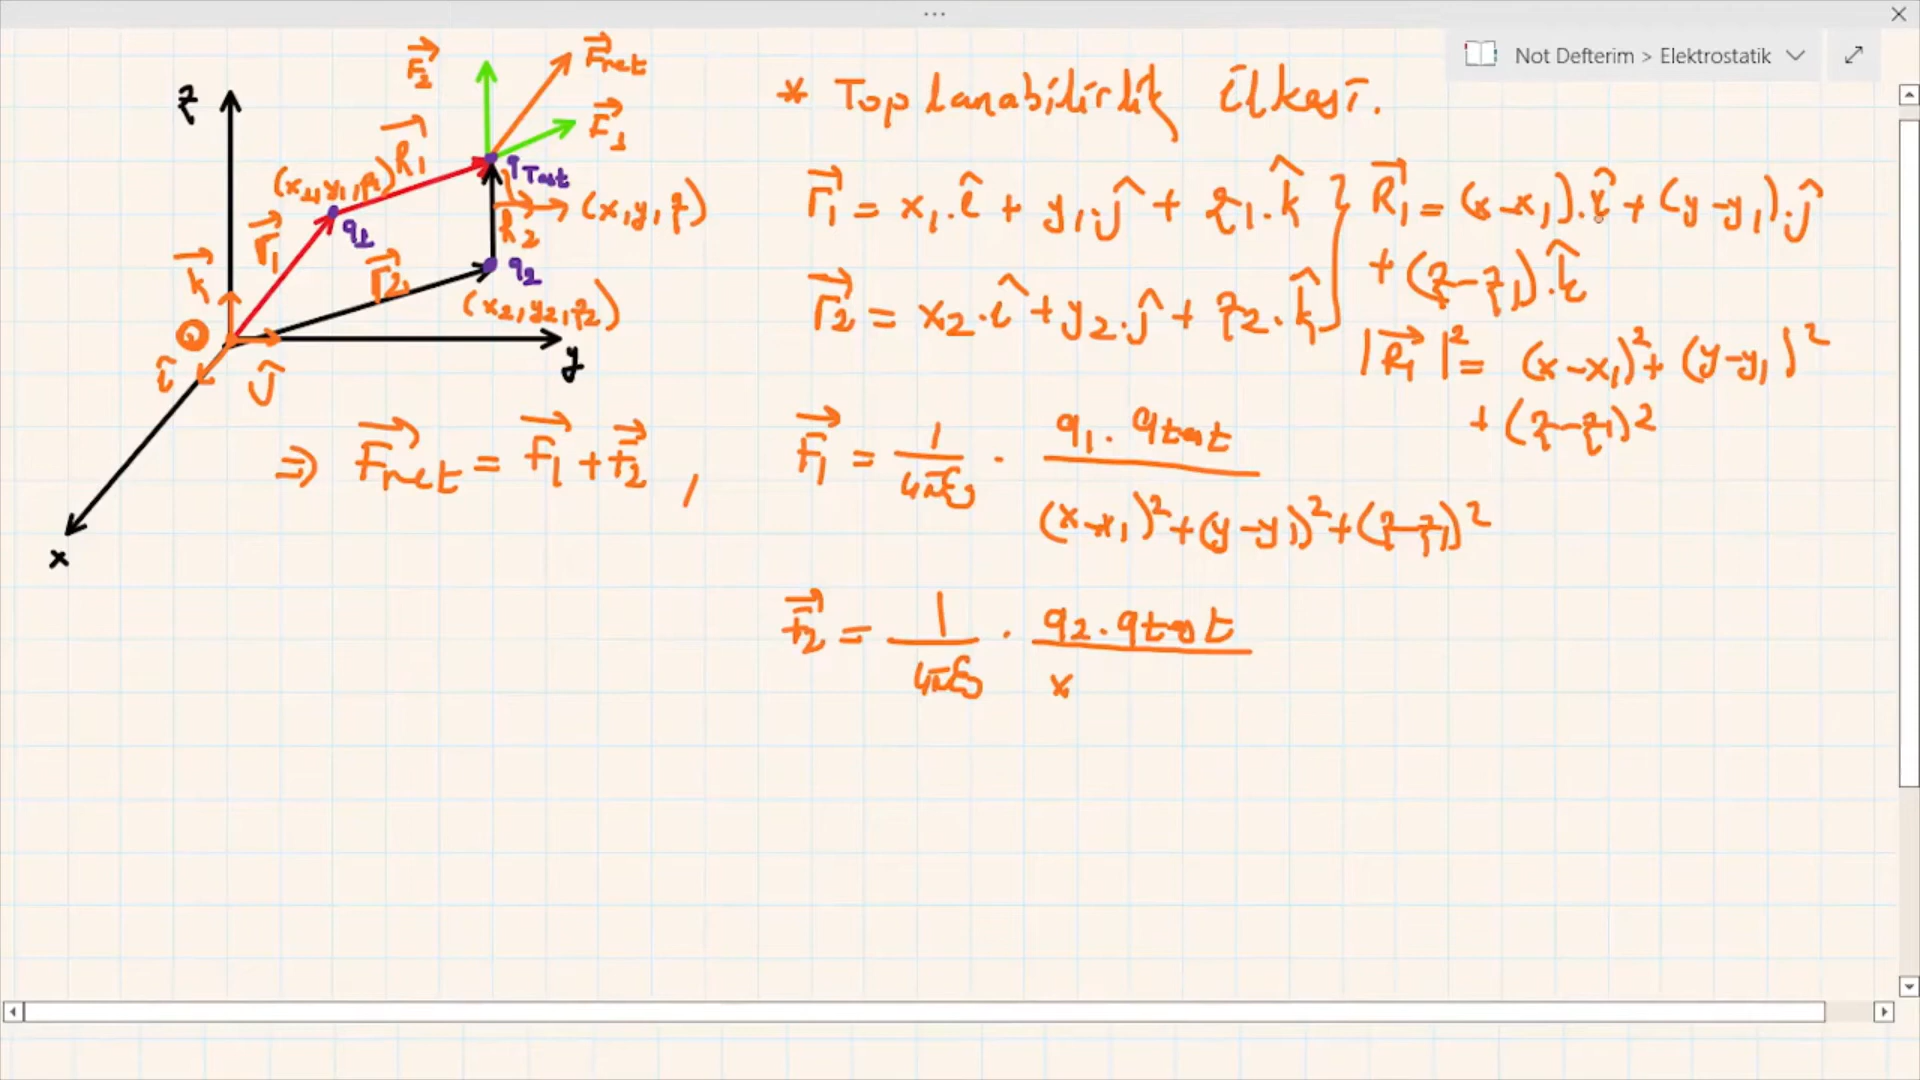 Not Defterim > Elektrostatik
* Toplanabilirlik İlkesi.
z
F⃗₂
F⃗net
F⃗₁
R⃗₁
(x₁,y₁,z₁)
qTest
(x,y,z)
R⃗₂
q₁
r⃗₁
r⃗₂
q₂
(x₂,y₂,z₂)
k⃗
O
î
ĵ
y
x
r⃗₁ = x₁.î + y₁.ĵ + z₁.k̂
r⃗₂ = x₂.î + y₂.ĵ + z₂.k̂
R⃗₁ = (x-x₁).î + (y-y₁).ĵ
+ (z-z₁).k̂
|R⃗₁|² = (x-x₁)² + (y-y₁)²
+ (z-z₁)²
⇒ F⃗net = F⃗₁ + F⃗₂ ,
F⃗₁ = 1/4πε₀ . q₁.qtest / (x-x₁)²+(y-y₁)²+(z-z₁)²
F⃗₂ = 1/4πε₀ . q₂.qtest / x